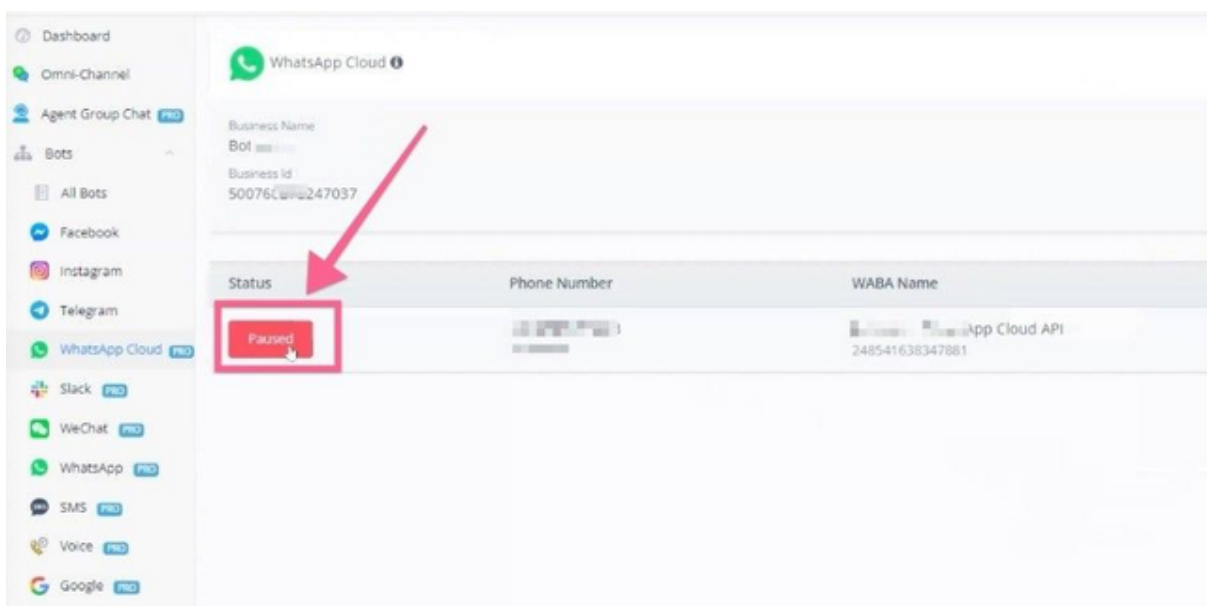 Dashboard
Omni-Channel
Agent Group Chat PRO
Bots
All Bots
Facebook
Instagram
Telegram
WhatsApp Cloud PRO
Slack PRO
WeChat PRO
WhatsApp PRO
SMS PRO
Voice PRO
Google PRO
WhatsApp Cloud
Business Name
Bot
Business Id
50076 247037
Status Phone Number WABA Name
Paused
App Cloud API
248541638347881